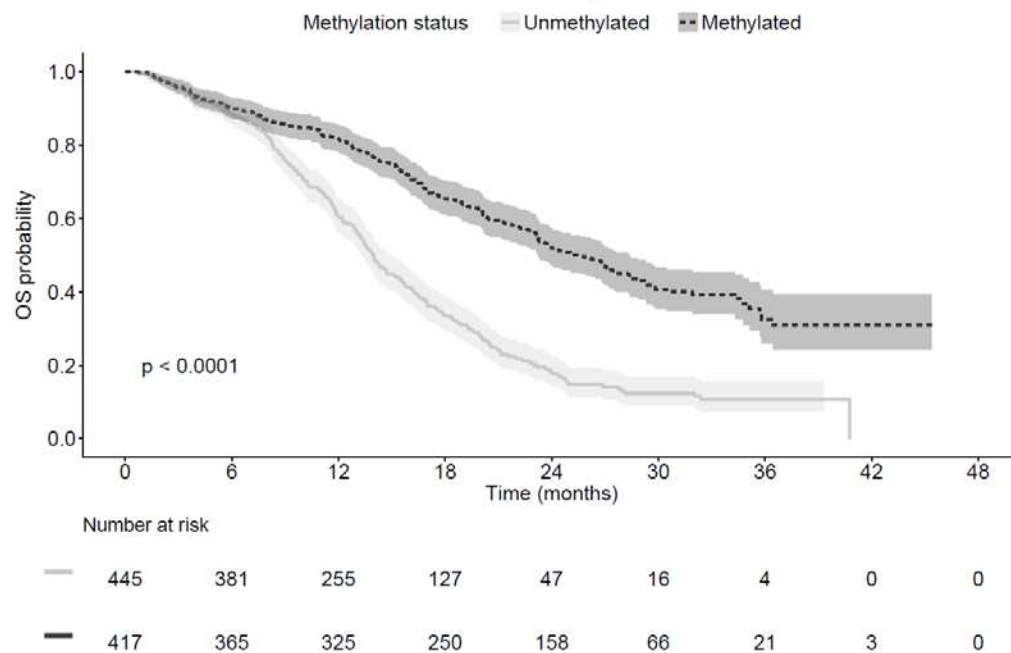 Methylation status Unmethylated Methylated
1.0
0.8
0.6
0.4
0.2
0.0
OS probability
p < 0.0001
0 6 12 18 24 30 36 42 48
Time (months)
Number at risk
445 381 255 127 47 16 4 0 0
417 365 325 250 158 66 21 3 0